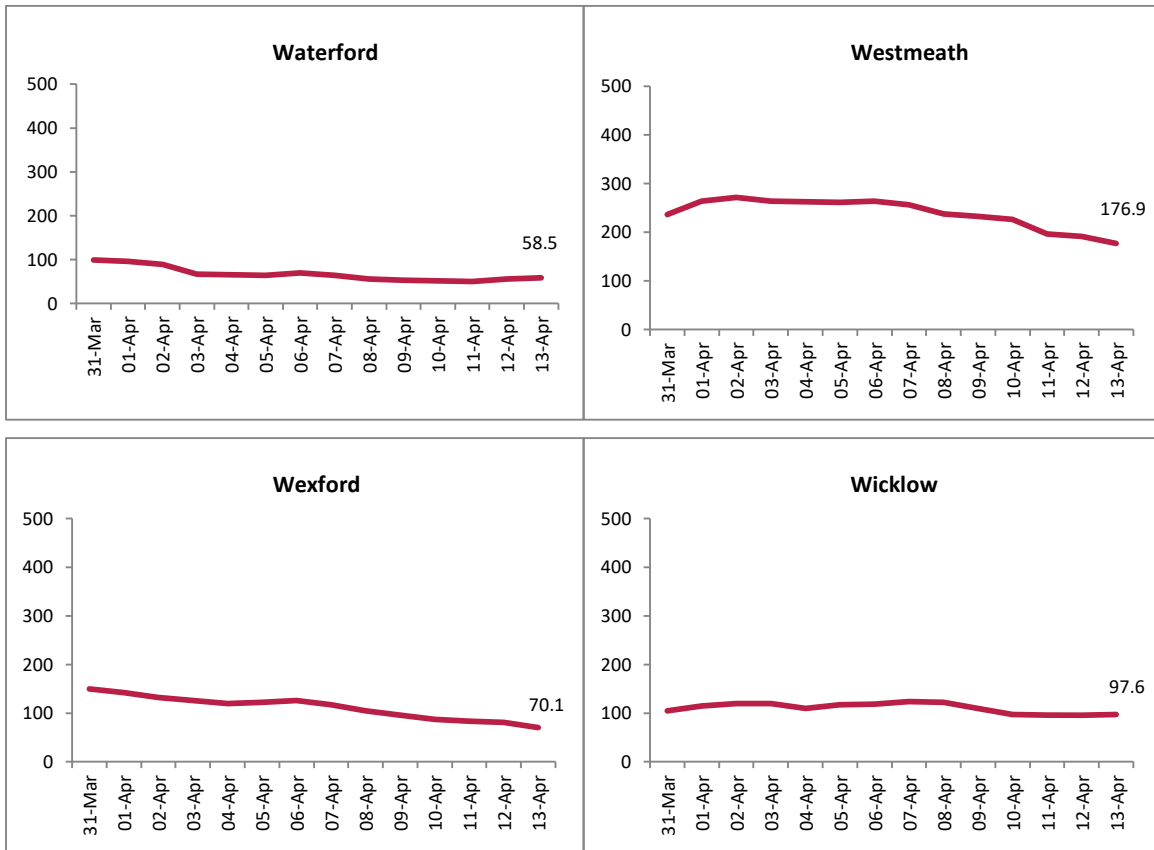 Waterford
500
400
300
200
100
0
58.5
31-Mar
01-Apr
02-Apr
03-Apr
04-Apr
05-Apr
06-Apr
07-Apr
08-Apr
09-Apr
10-Apr
11-Apr
12-Apr
13-Apr
Westmeath
500
400
300
200
100
0
176.9
31-Mar
01-Apr
02-Apr
03-Apr
04-Apr
05-Apr
06-Apr
07-Apr
08-Apr
09-Apr
10-Apr
11-Apr
12-Apr
13-Apr
Wexford
500
400
300
200
100
0
70.1
31-Mar
01-Apr
02-Apr
03-Apr
04-Apr
05-Apr
06-Apr
07-Apr
08-Apr
09-Apr
10-Apr
11-Apr
12-Apr
13-Apr
Wicklow
500
400
300
200
100
0
97.6
31-Mar
01-Apr
02-Apr
03-Apr
04-Apr
05-Apr
06-Apr
07-Apr
08-Apr
09-Apr
10-Apr
11-Apr
12-Apr
13-Apr